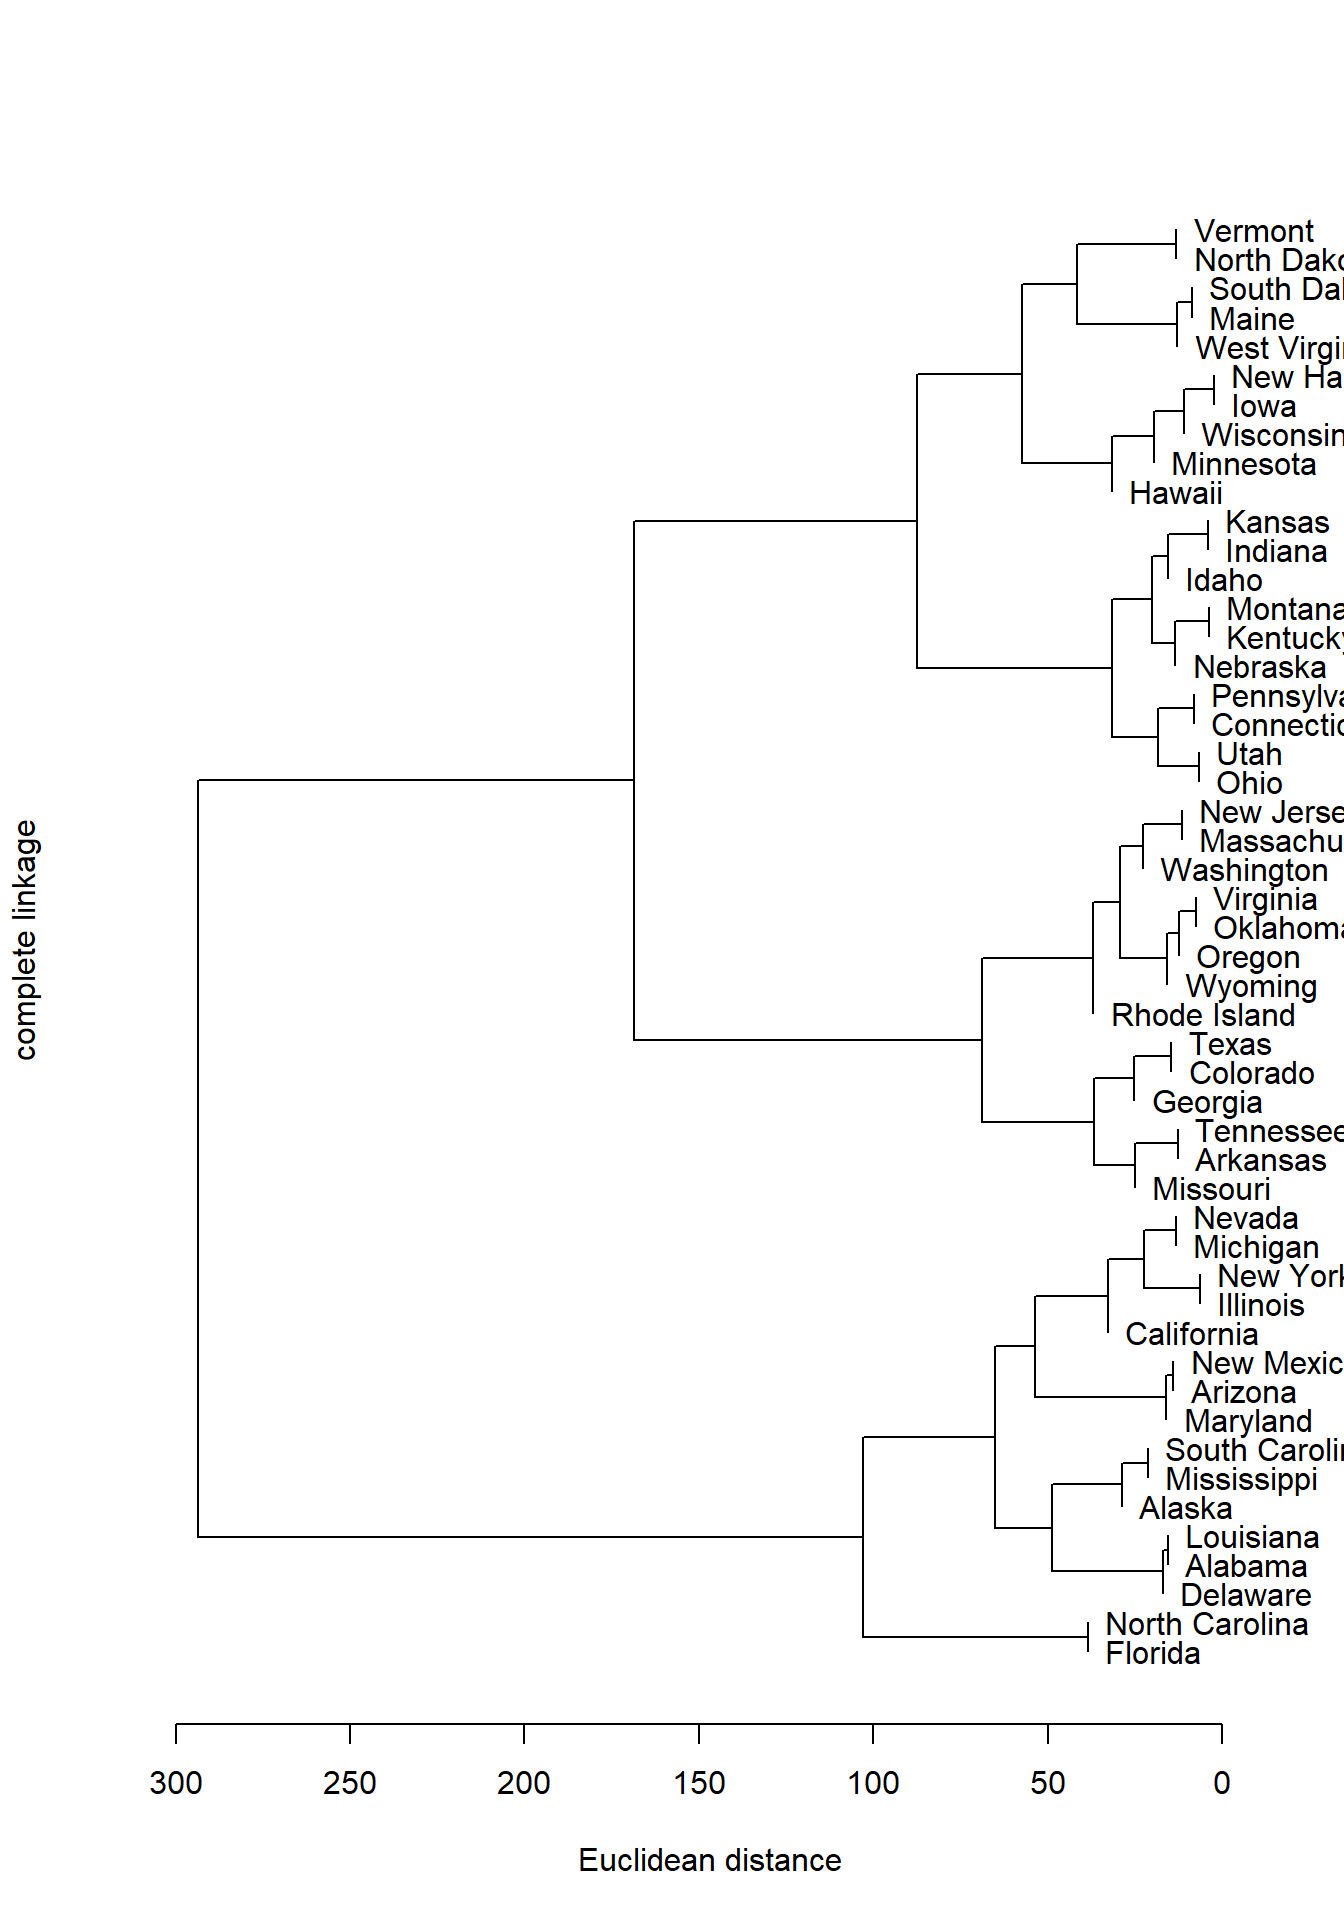 Vermont
North Dako
South Dal
Maine
West Virgi
New Ha
Iowa
Wisconsin
Minnesota
Hawaii
Kansas
Indiana
Idaho
Montana
Kentucky
Nebraska
Pennsylva
Connectic
Utah
Ohio
New Jerse
Massachu
Washington
Virginia
Oklahoma
Oregon
Wyoming
Rhode Island
Texas
Colorado
Georgia
Tennessee
Arkansas
Missouri
Nevada
Michigan
New York
Illinois
California
New Mexic
Arizona
Maryland
South Carolin
Mississippi
Alaska
Louisiana
Alabama
Delaware
North Carolina
Florida
complete linkage
300 250 200 150 100 50 0
Euclidean distance